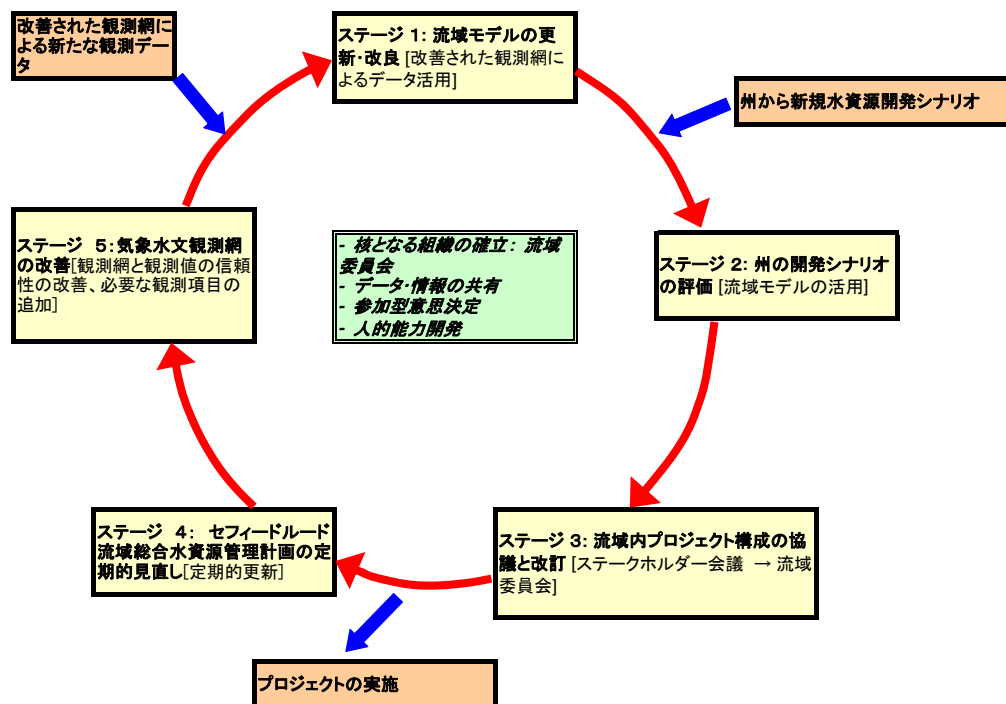 改善された観測網に
よる新たな観測デー
タ
ステージ 1: 流域モデルの更
新・改良 [改善された観測網に
よるデータ活用]
州から新規水資源開発シナリオ
ステージ 5: 気象水文観測網
の改善[観測網と観測値の信頼
性の改善、必要な観測項目の
追加]
- 核となる組織の確立: 流域
委員会
- データ・情報の共有
- 参加型意思決定
- 人的能力開発
ステージ 2: 州の開発シナリオ
の評価 [流域モデルの活用]
ステージ 4: セフィードルード
流域総合水資源管理計画の定
期的見直し[定期的更新]
ステージ 3: 流域内プロジェクト構成の協
議と改訂 [ステークホルダー会議 → 流域
委員会]
プロジェクトの実施